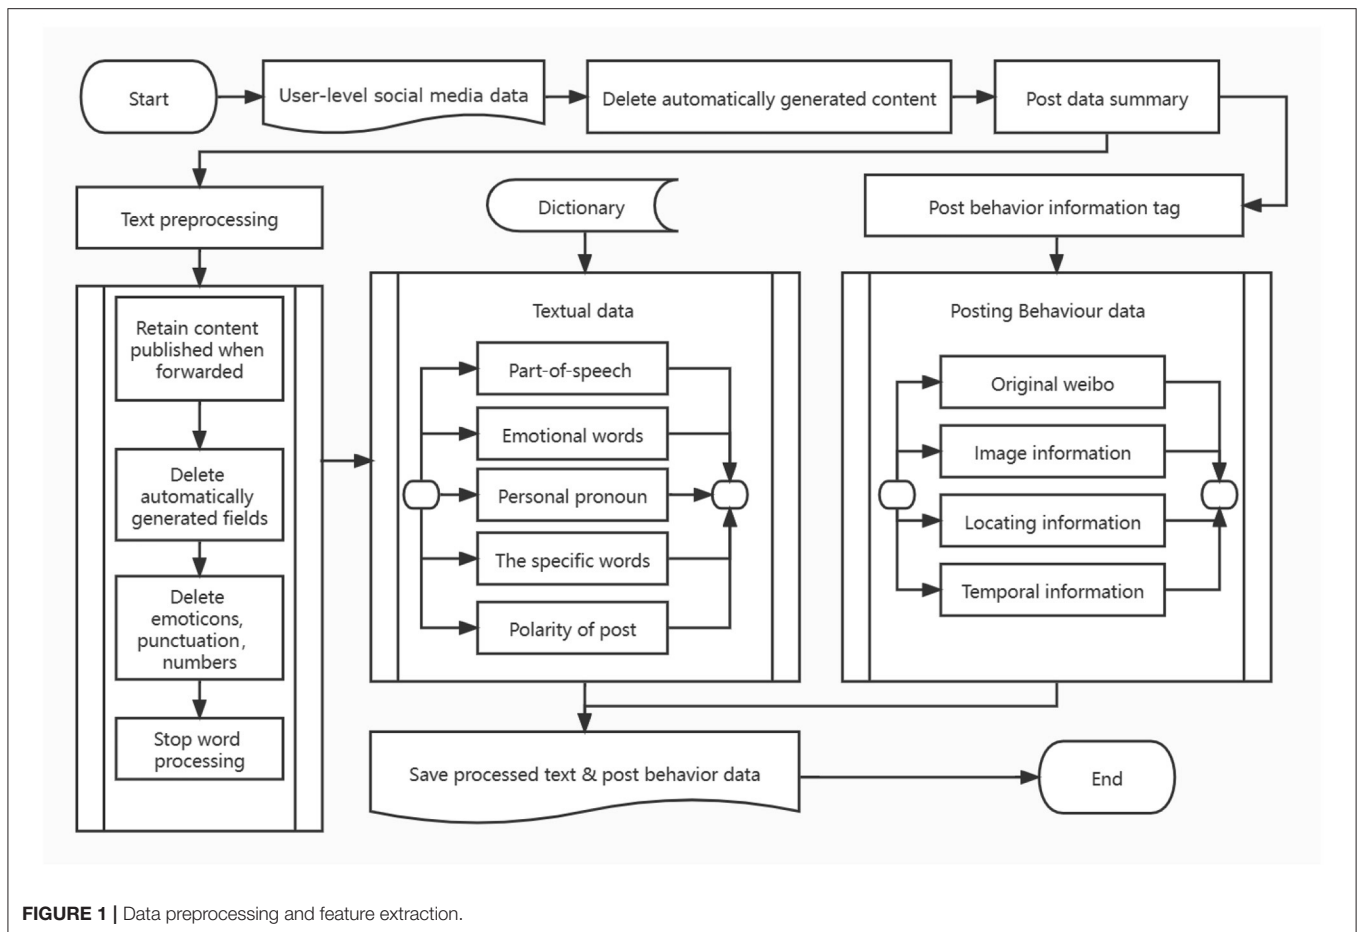 Start
User-level social media data
Delete automatically generated content
Post data summary
Text preprocessing
Dictionary
Post behavior information tag
Retain content
published when
forwarded
Delete
automatically
generated fields
Delete
emoticons,
punctuation,
numbers
Stop word
processing
Textual data
Part-of-speech
Emotional words
Personal pronoun
The specific words
Polarity of post
Posting Behaviour data
Original weibo
Image information
Locating information
Temporal information
Save processed text & post behavior data
End
FIGURE 1 | Data preprocessing and feature extraction.